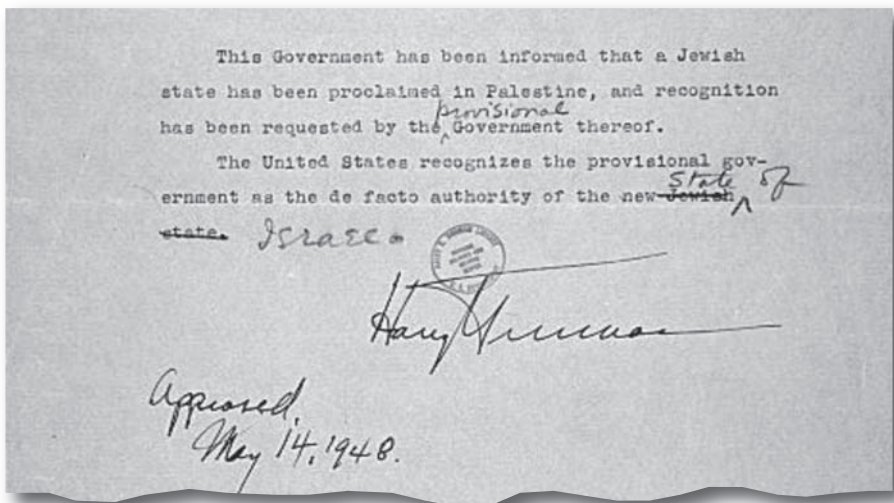 This Government has been informed that a Jewish
state has been proclaimed in Palestine, and recognition
provisional
has been requested by the Government thereof.
The United States recognizes the provisional gov-
State of
ernment as the de facto authority of the new Jewish
state. Israel.
Harry Truman
Approved,
May 14, 1948.